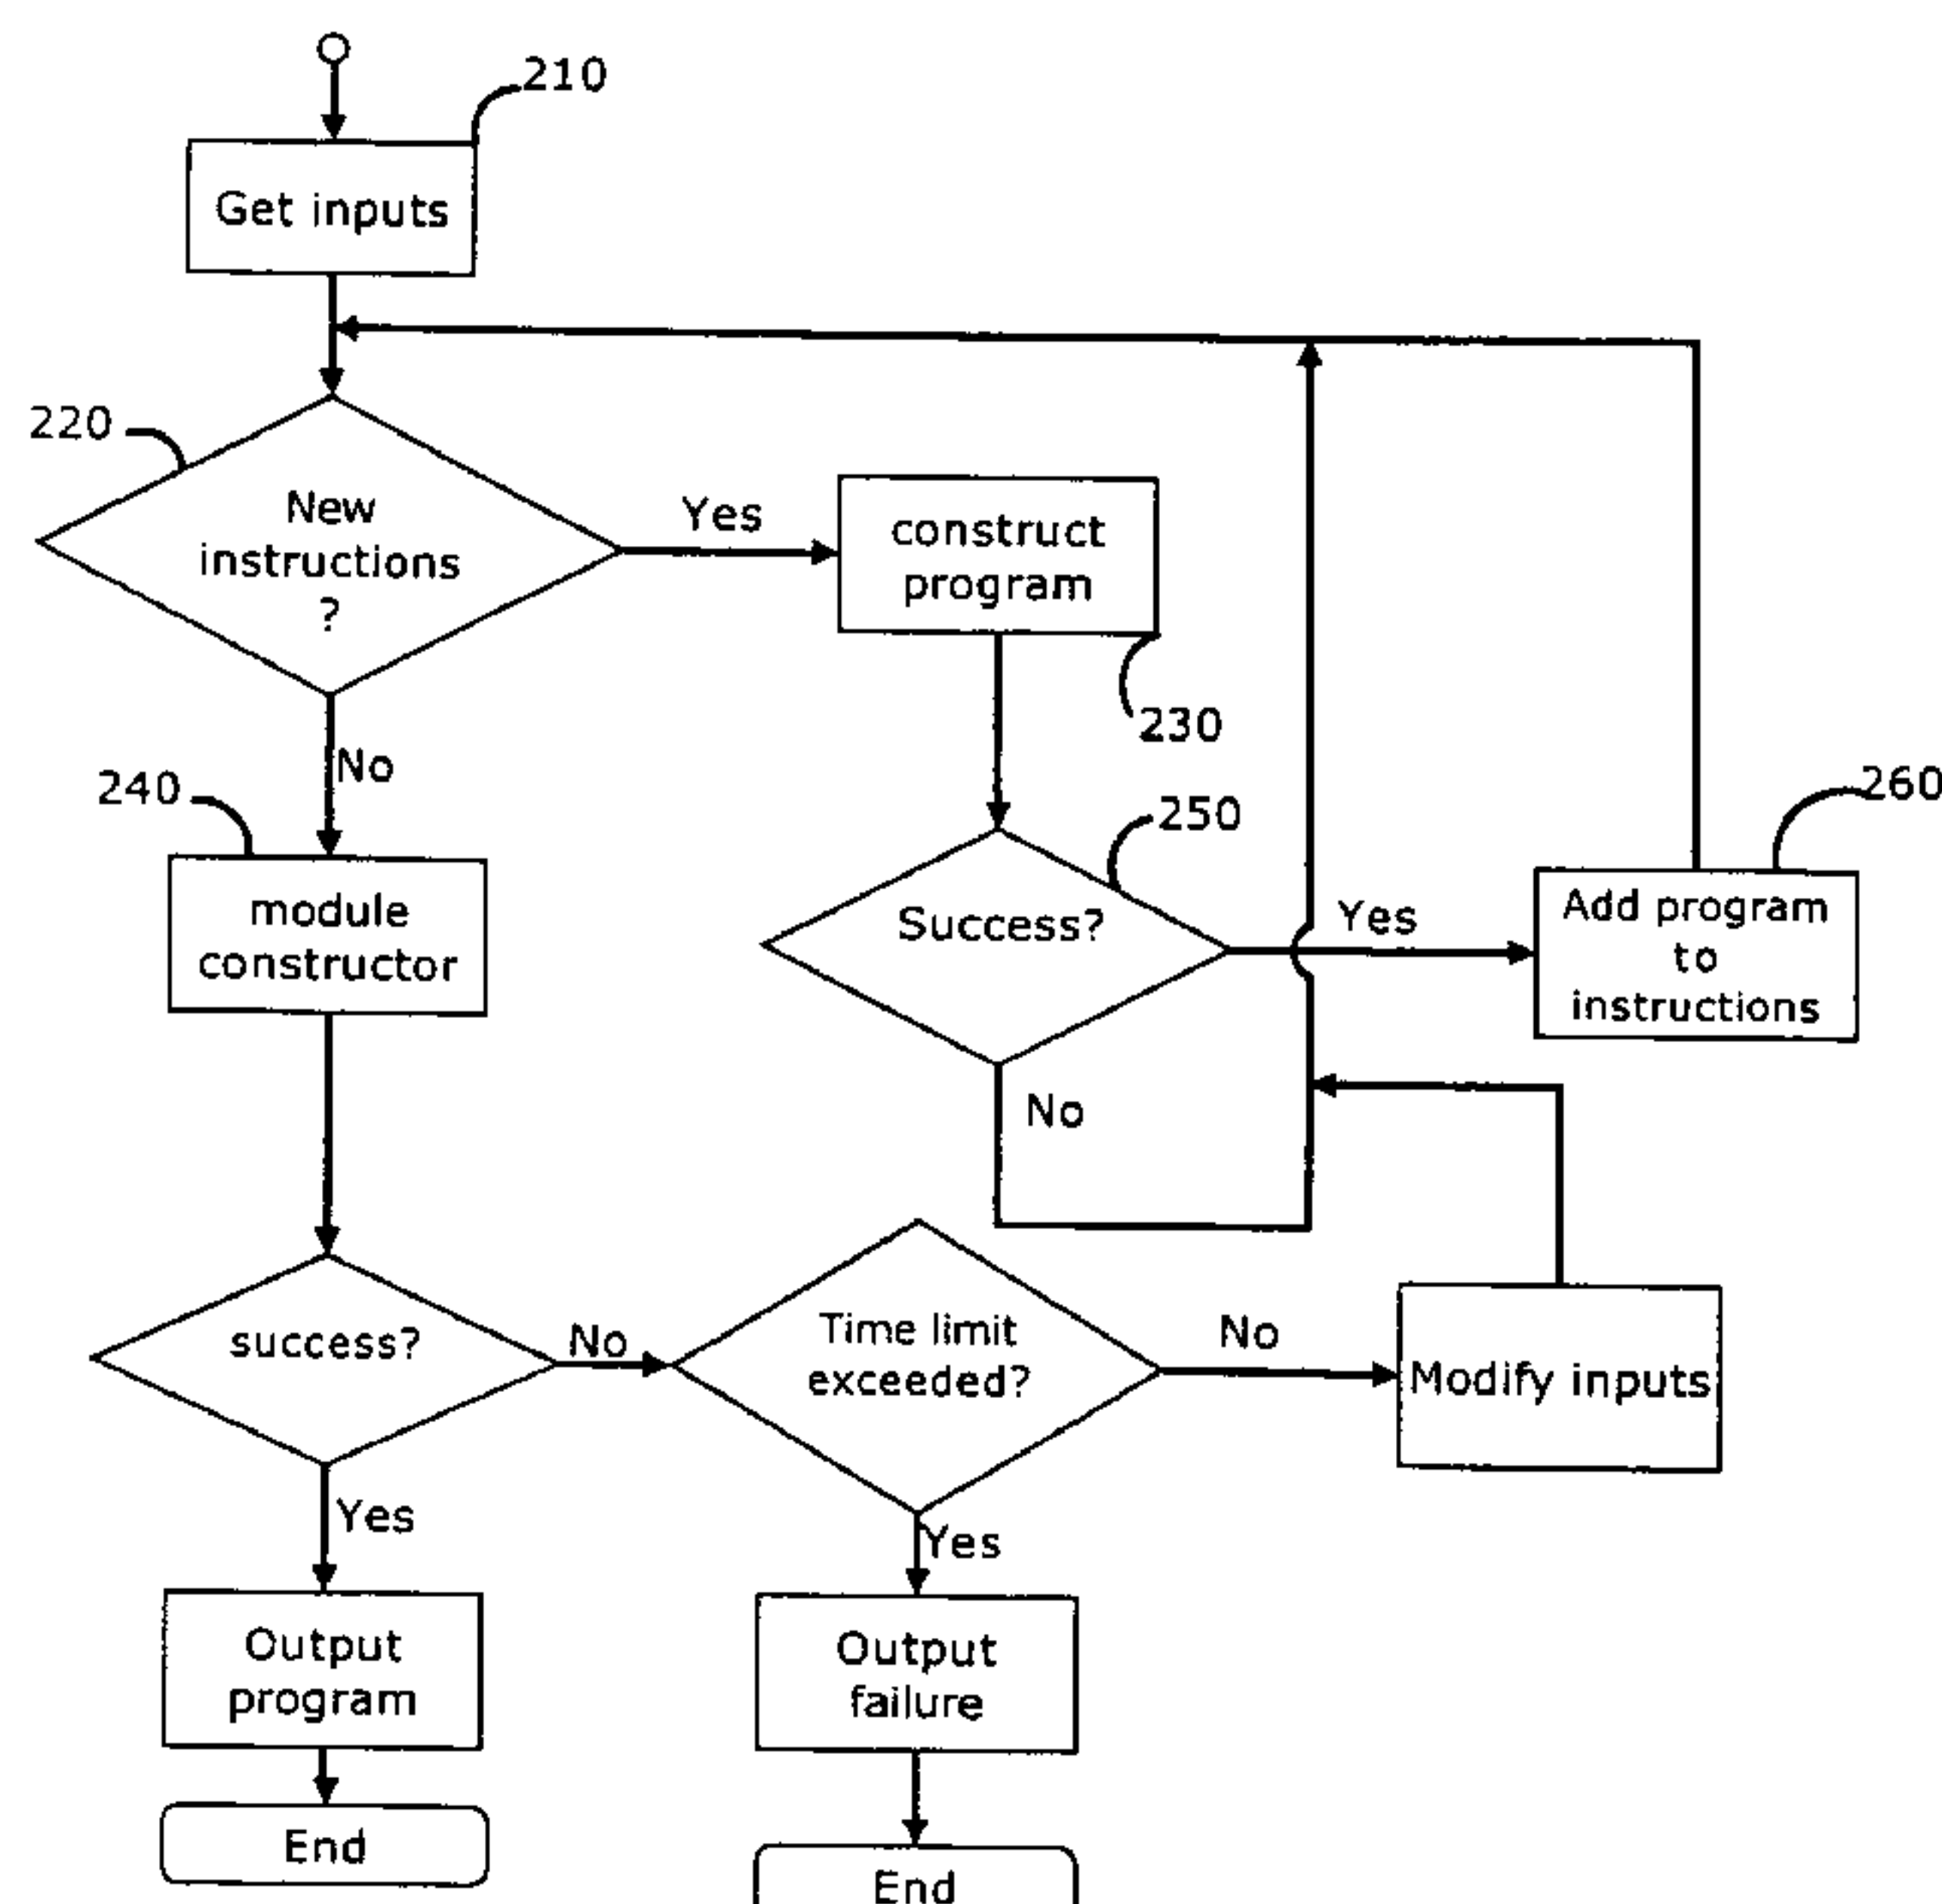 210
Get inputs
220
New
instructions
?
Yes
construct
program
230
No
240
module
constructor
250
Success?
Yes
260
Add program
to
instructions
No
success?
No
Time limit
exceeded?
No
Modify inputs
Yes
Output
program
End
Yes
Output
failure
End